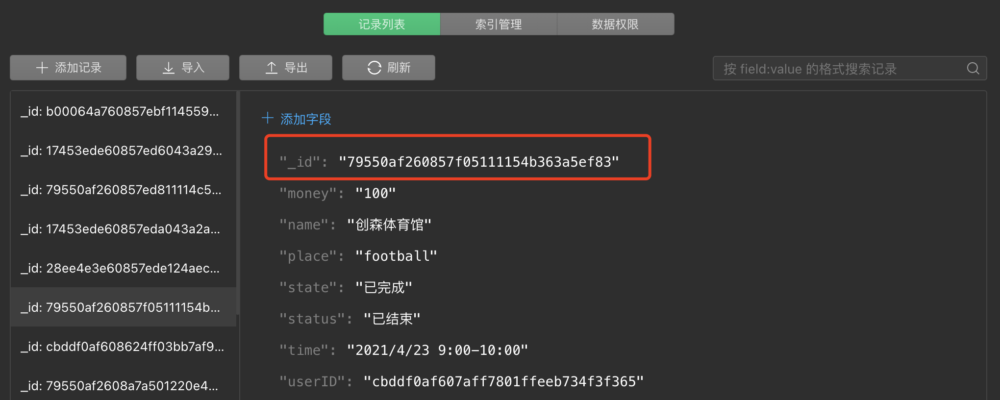 记录列表 索引管理 数据权限
添加记录 导入 导出 刷新 按 field:value 的格式搜索记录
_id: b00064a760857ebf114559...
_id: 17453ede60857ed6043a29...
_id: 79550af260857ed811114c5...
_id: 17453ede60857eda043a2a...
_id: 28ee4e3e60857ede124aec...
_id: 79550af260857f05111154b...
_id: cbddf0af608624ff03bb7af9...
_id: 79550af2608a7a501220e4...
添加字段
"_id": "79550af260857f05111154b363a5ef83"
"money": "100"
"name": "创森体育馆"
"place": "football"
"state": "已完成"
"status": "已结束"
"time": "2021/4/23 9:00-10:00"
"userID": "cbddf0af607aff7801ffeeb734f3f365"